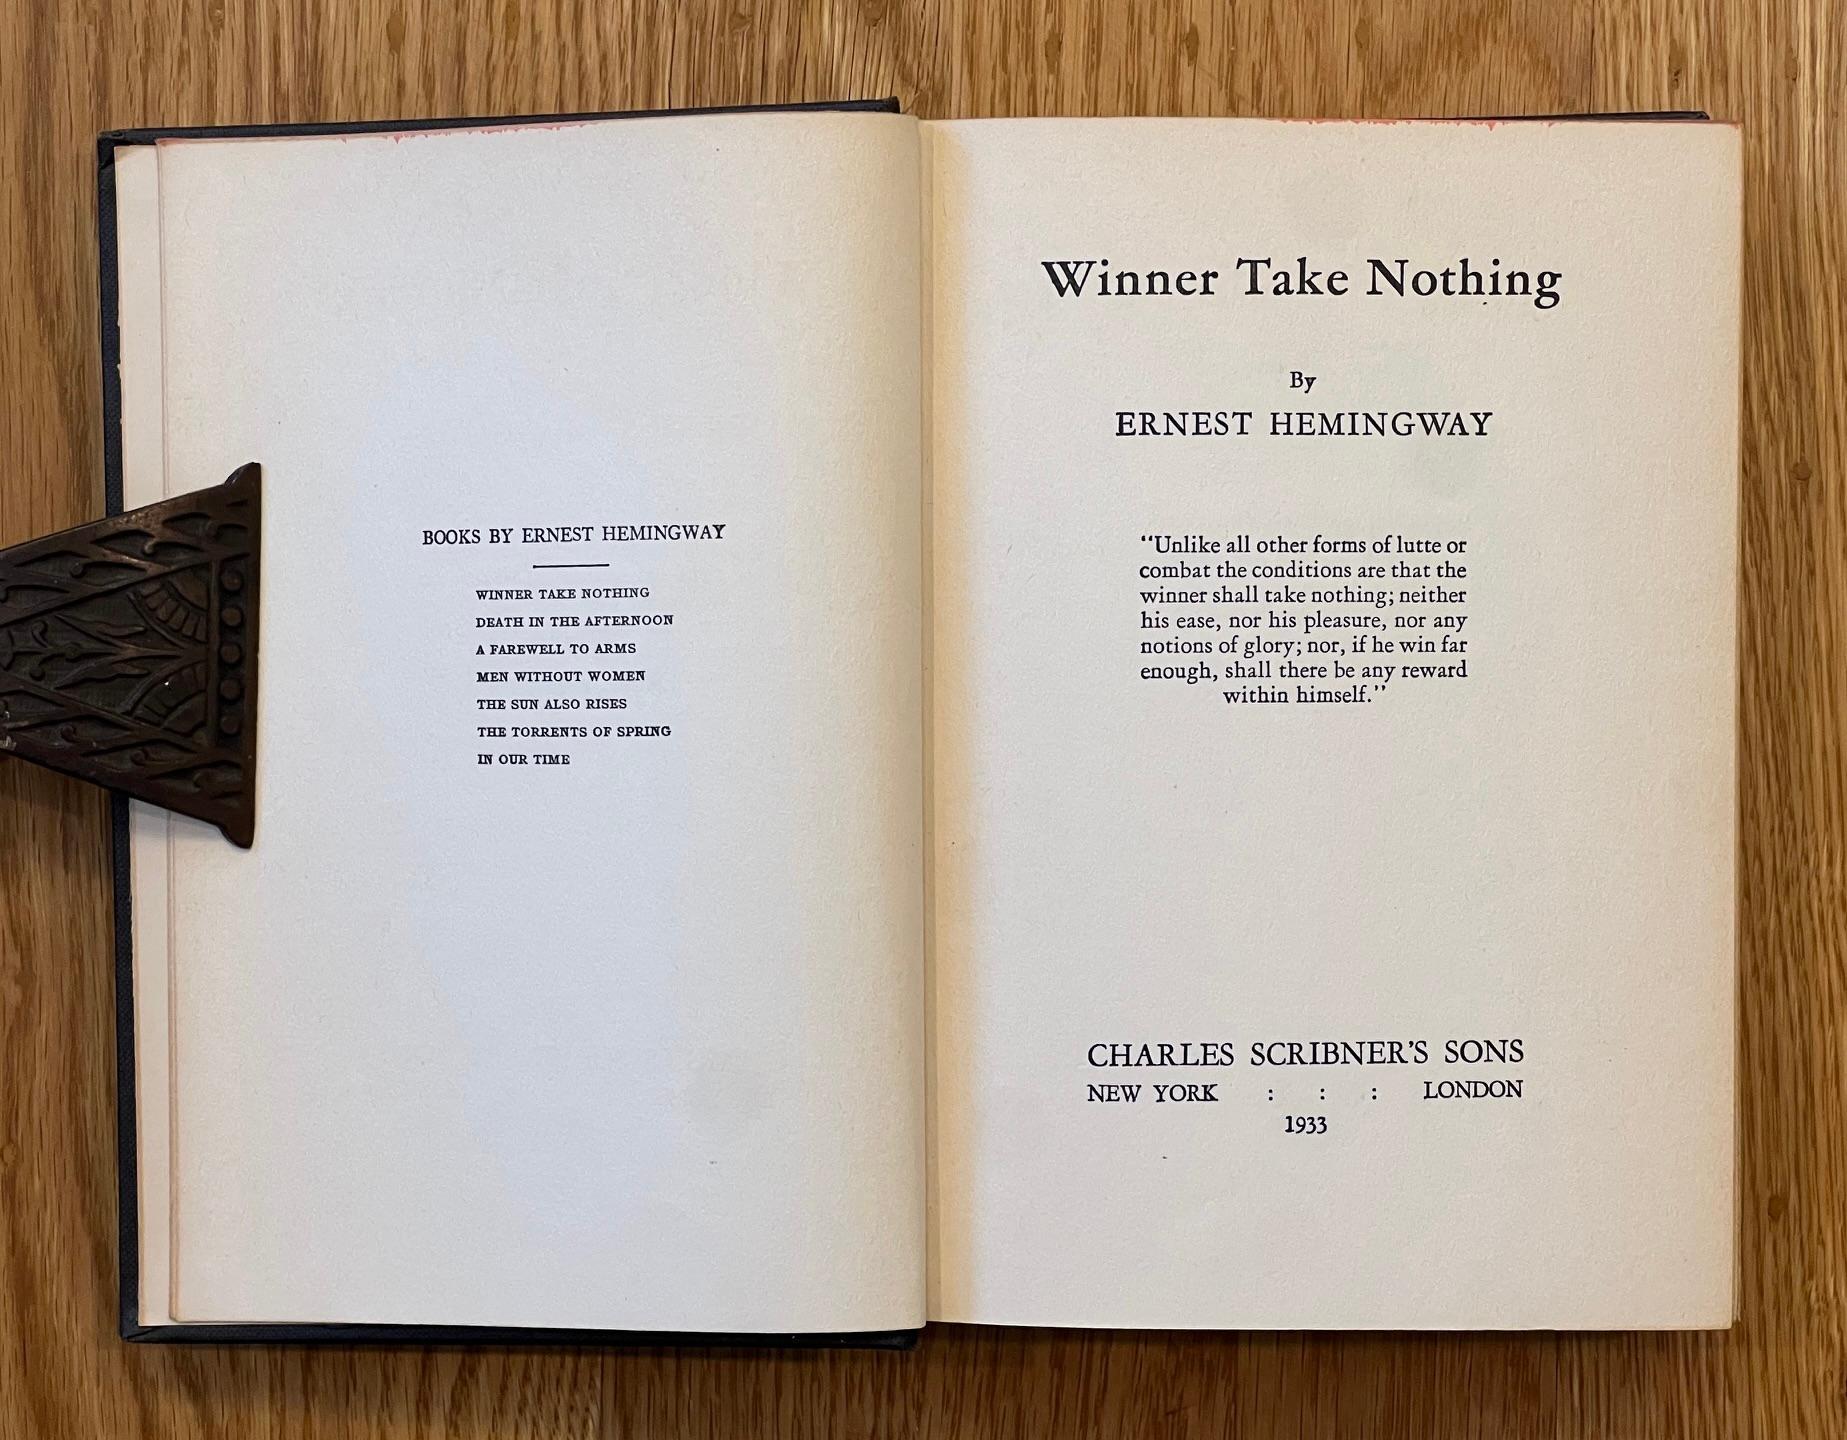 BOOKS BY ERNEST HEMINGWAY
WINNER TAKE NOTHING
DEATH IN THE AFTERNOON
A FAREWELL TO ARMS
MEN WITHOUT WOMEN
THE SUN ALSO RISES
THE TORRENTS OF SPRING
IN OUR TIME
Winner Take Nothing
By
ERNEST HEMINGWAY
“Unlike all other forms of lutte or
combat the conditions are that the
winner shall take nothing; neither
his ease, nor his pleasure, nor any
notions of glory; nor, if he win far
enough, shall there be any reward
within himself.”
CHARLES SCRIBNER'S SONS
NEW YORK : : : LONDON
1933